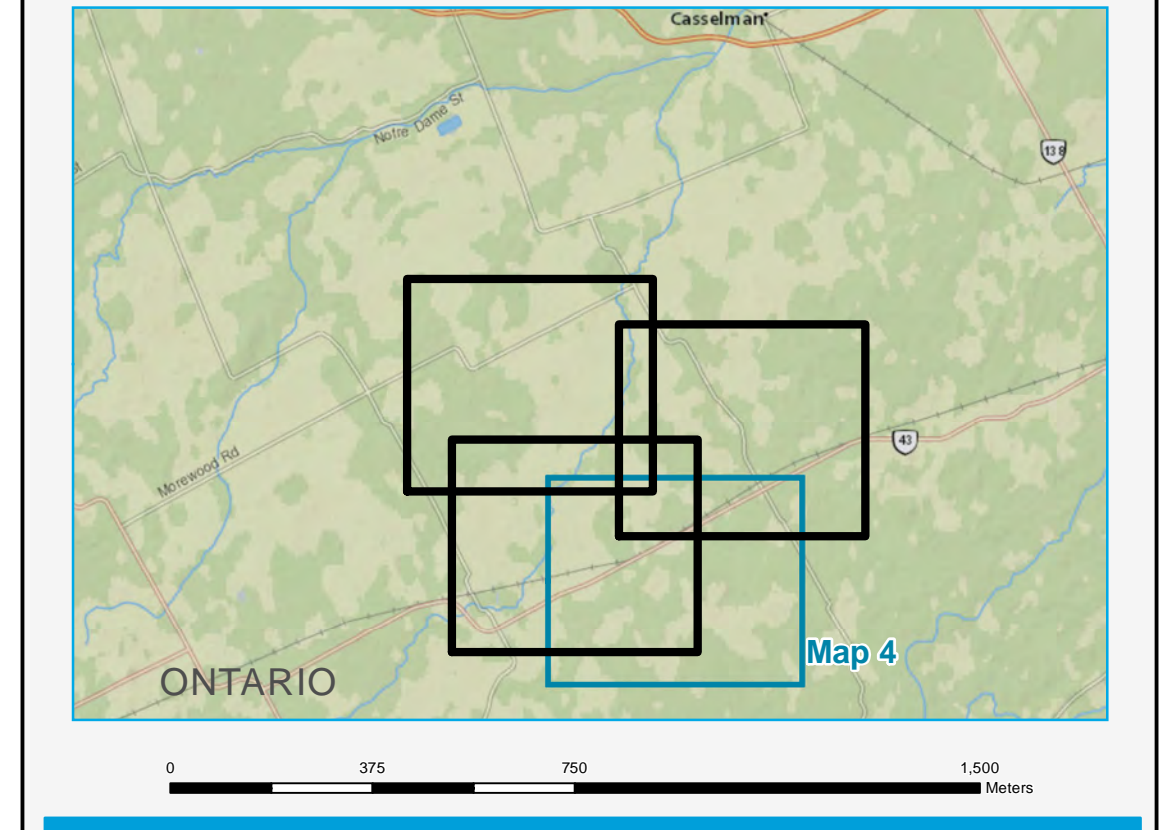 Casselman
Notre Dame St
138
43
Morewood Rd
Map 4
ONTARIO
0 375 750 1,500
Meters